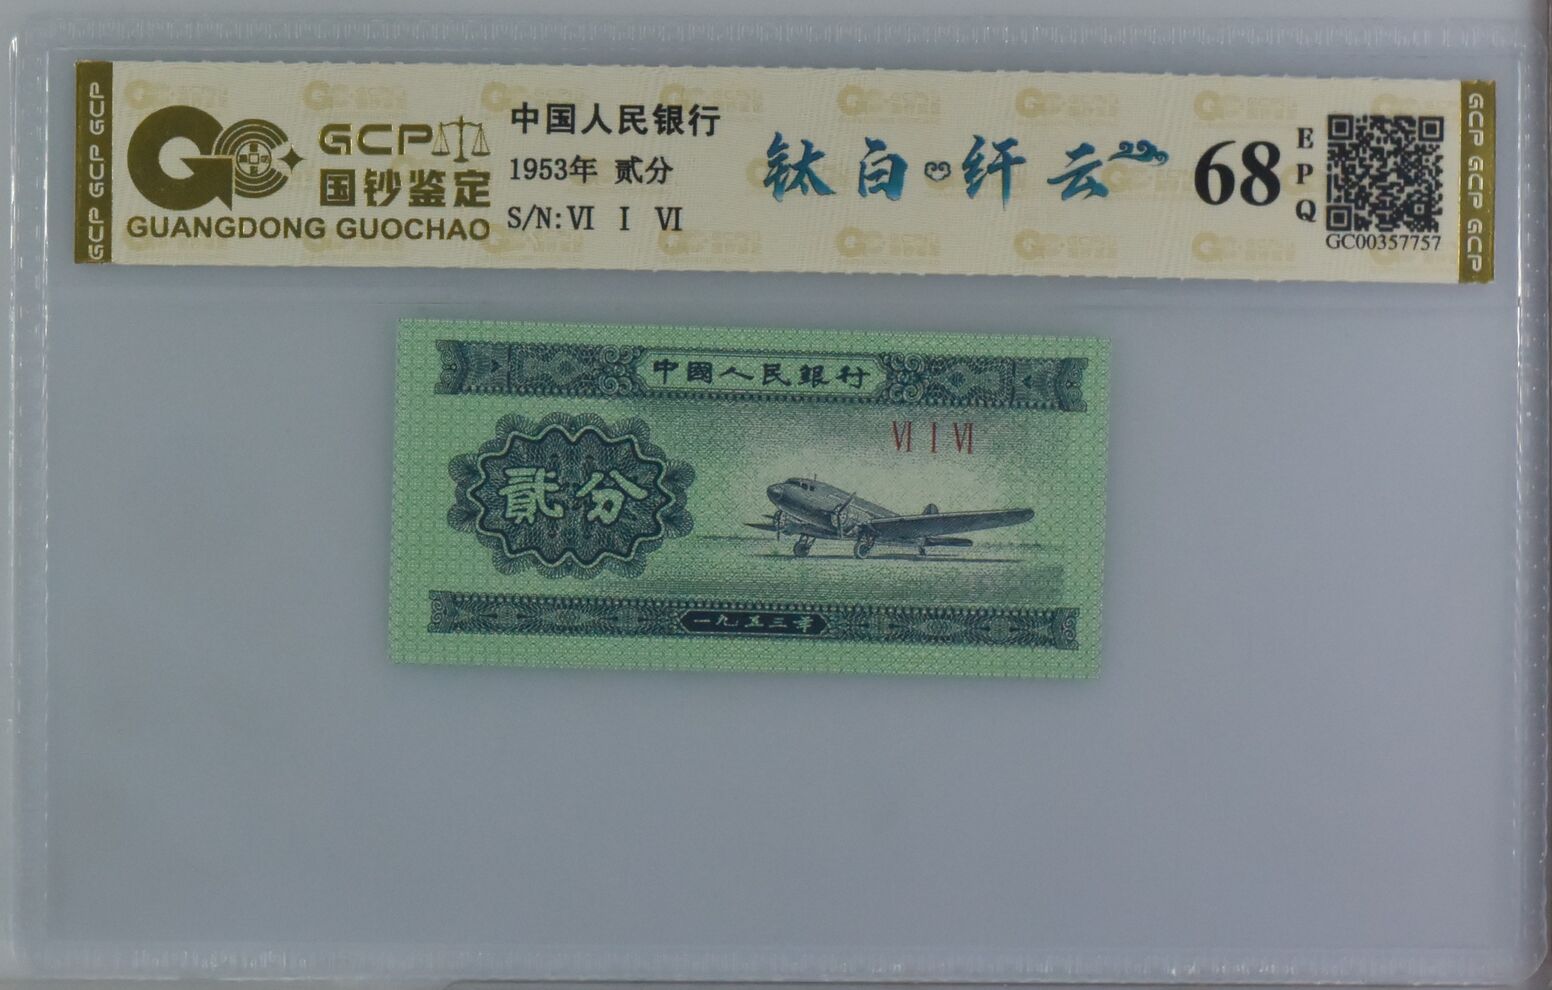 GCP GCP GCP
GCP
国钞鉴定
GUANGDONG GUOCHAO
中国人民银行
1953年 贰分
S/N: Ⅵ Ⅰ Ⅵ
钛白 纤云
68
EPQ
GC00357757
GCP GCP GCP
中國人民銀行
Ⅵ Ⅰ Ⅵ
貳分
一九五三年